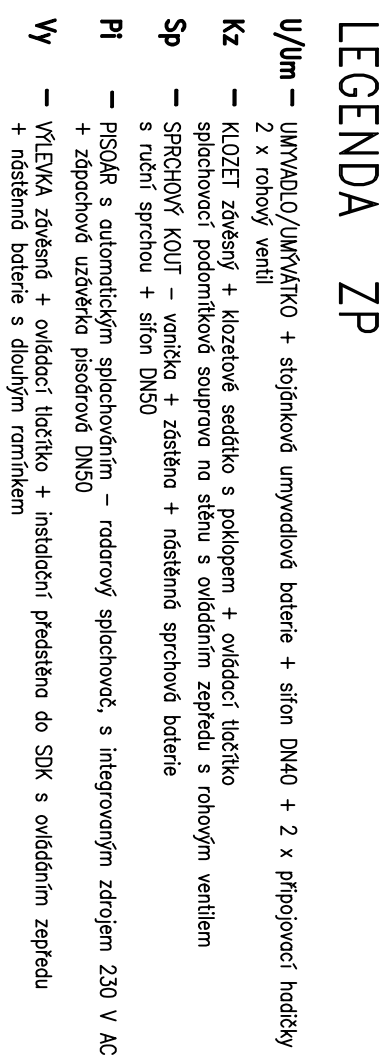 LEGENDA ZP
U/Um – UMYVADLO/UMÝVÁTKO + stojánková umyvadlová baterie + sifon DN40 + 2 x připojovací hadičky
2 x rohový ventil
Kz – KLOZET závěsný + klozetové sedátko s poklopem + ovládací tlačítko
splachovací podomítková souprava na stěnu s ovládáním zepředu s rohovým ventilem
Sp – SPRCHOVÝ KOUT – vanička + zástěna + nástěnná sprchová baterie
s ruční sprchou + sifon DN50
Pi – PISOÁR s automatickým splachováním – radarový splachovač, s integrovaným zdrojem 230 V AC
+ zápachová uzávěrka pisoárová DN50
Vy – VÝLEVKA závěsná + ovládací tlačítko + instalační předstěna do SDK s ovládáním zepředu
+ nástěnná baterie s dlouhým ramínkem